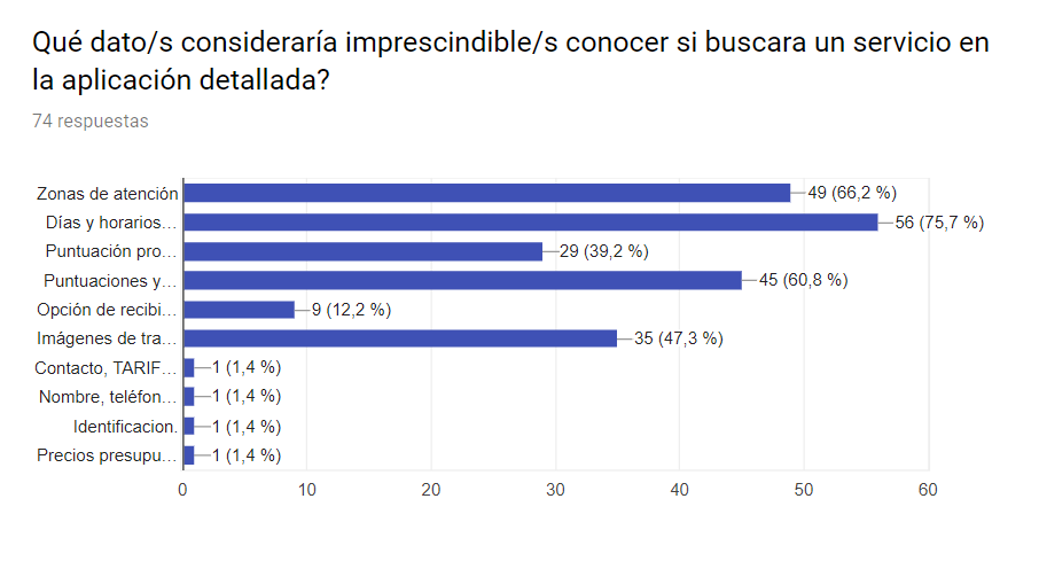 Qué dato/s consideraría imprescindible/s conocer si buscara un servicio en
la aplicación detallada?
74 respuestas
Zonas de atención 49 (66,2 %)
Días y horarios… 56 (75,7 %)
Puntuación pro… 29 (39,2 %)
Puntuaciones y… 45 (60,8 %)
Opción de recibi… 9 (12,2 %)
Imágenes de tra… 35 (47,3 %)
Contacto, TARIF… 1 (1,4 %)
Nombre, teléfon… 1 (1,4 %)
Identificacion. 1 (1,4 %)
Precios presupu… 1 (1,4 %)
0 10 20 30 40 50 60